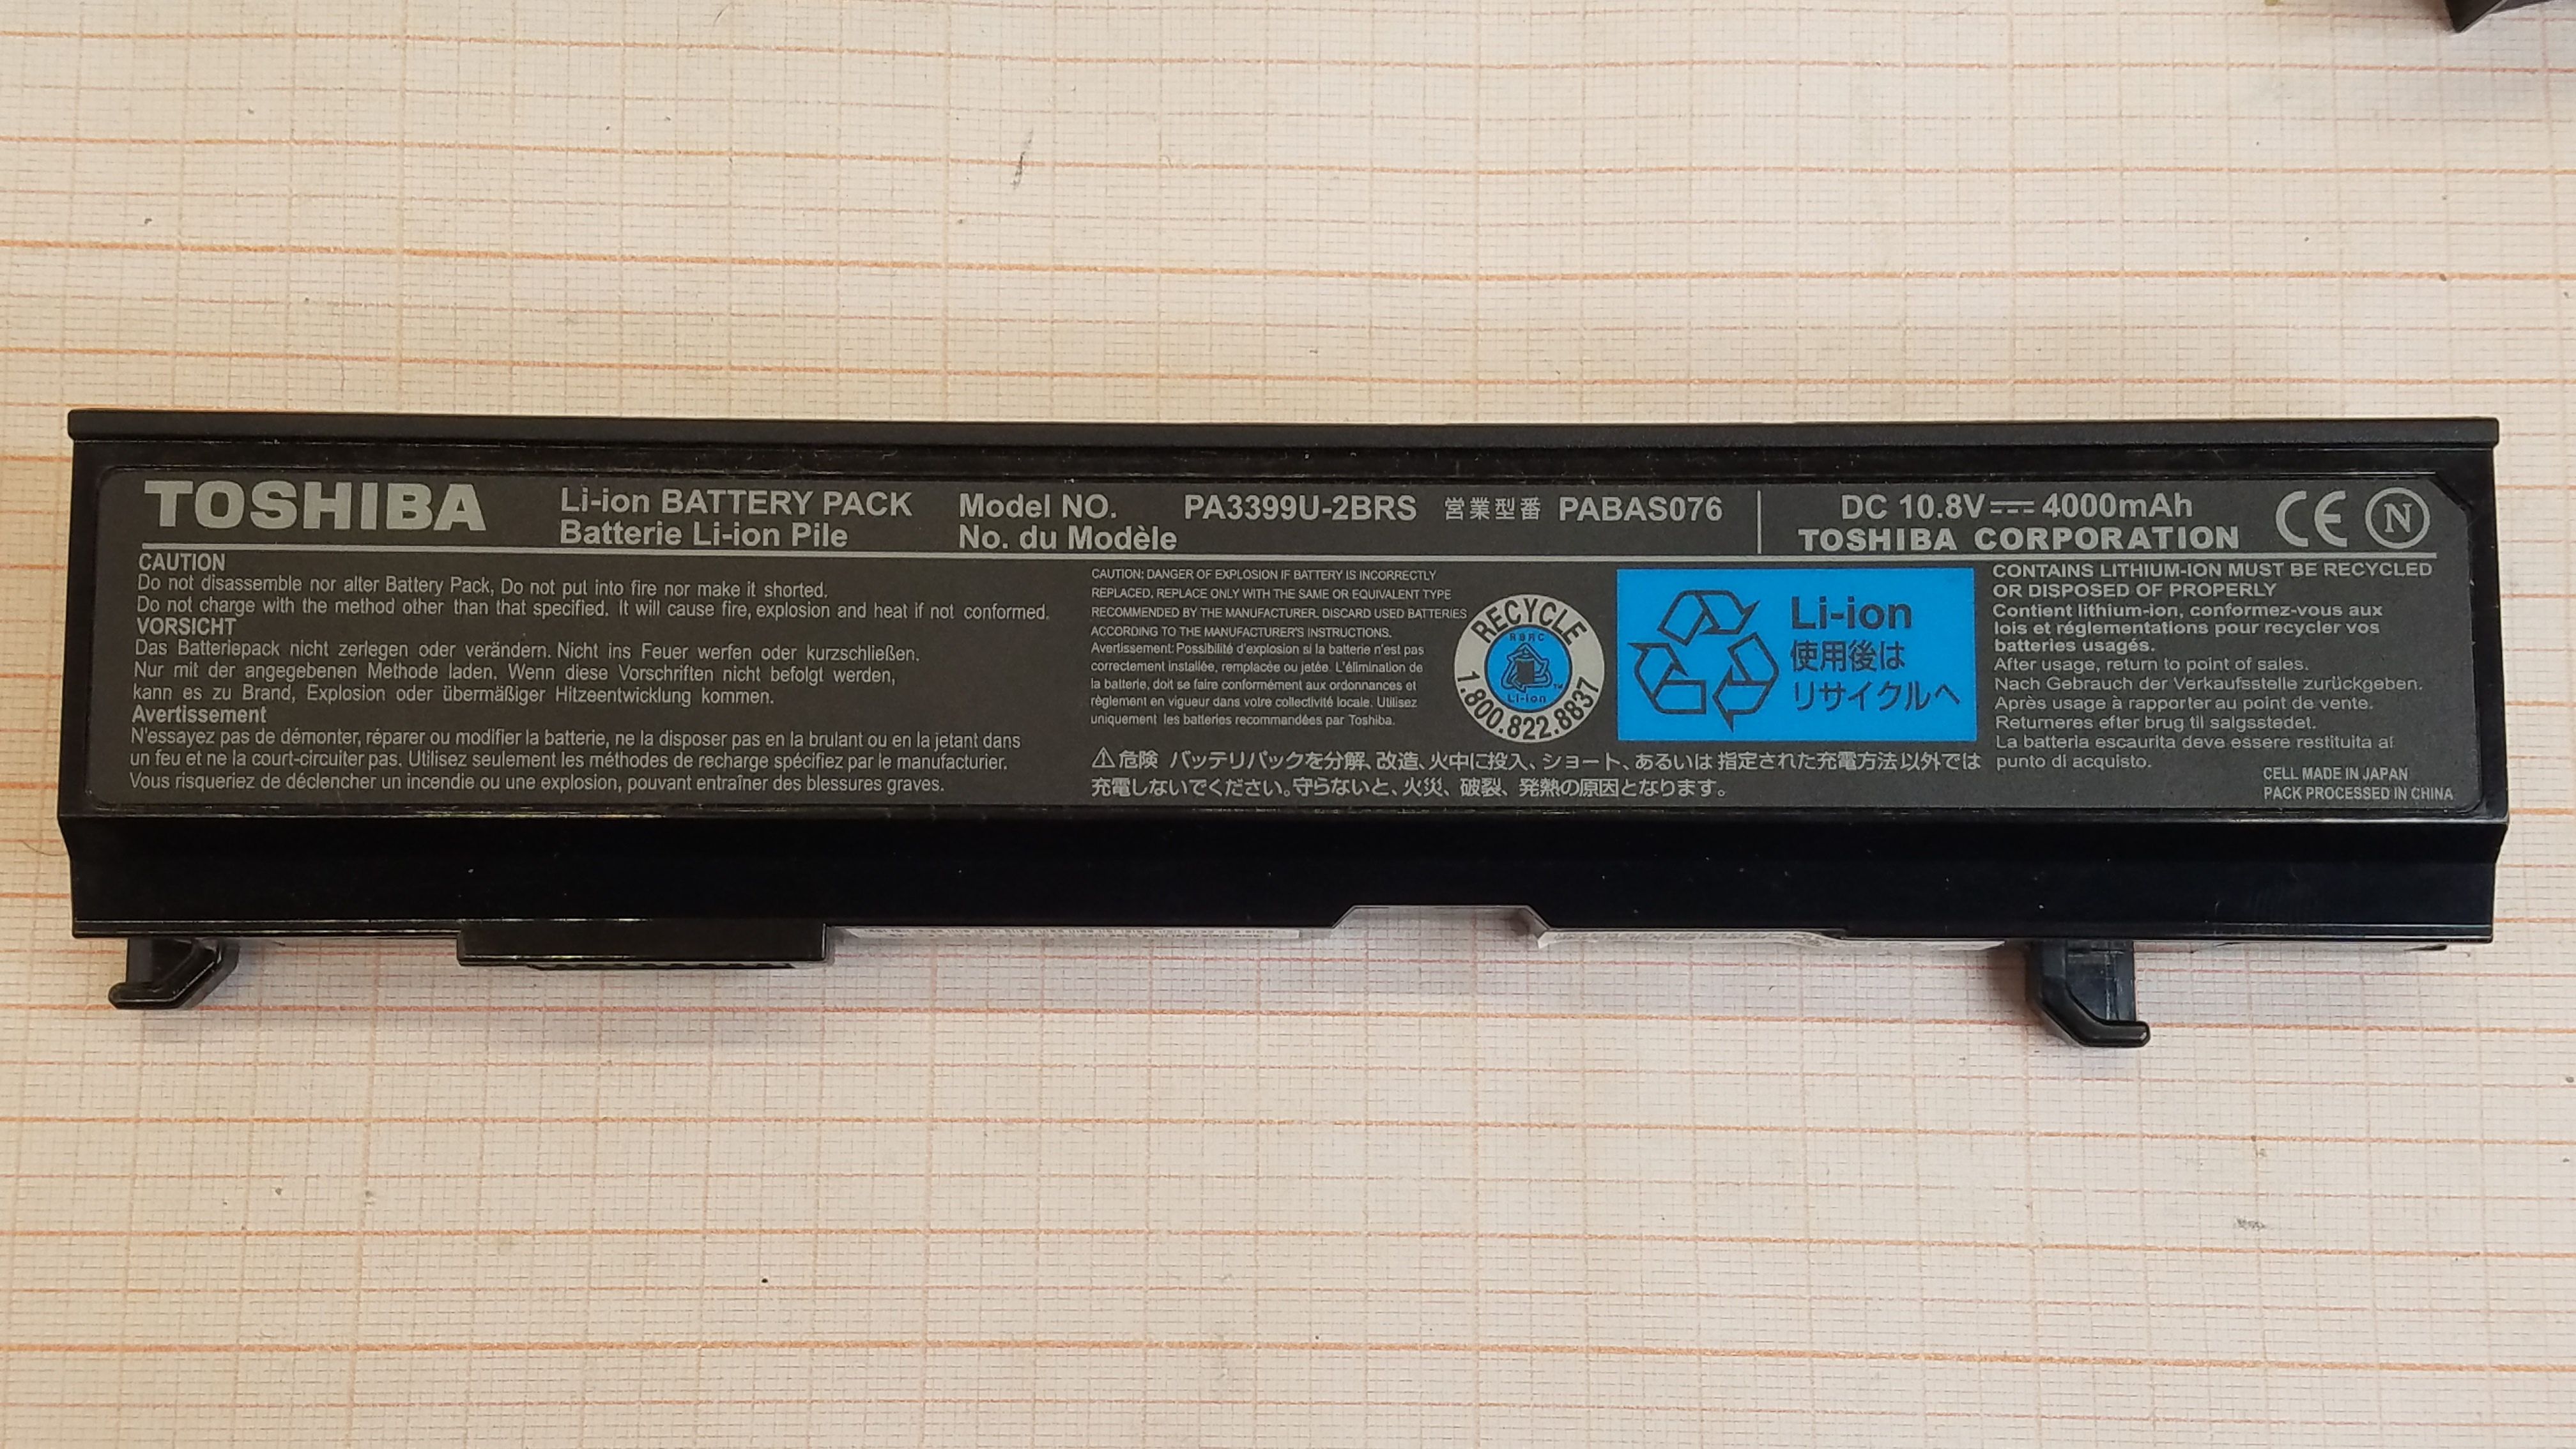 TOSHIBA
Li-ion BATTERY PACK
Batterie Li-ion Pile
Model NO.
No. du Modèle
PA3399U-2BRS 営業型番 PABAS076
DC 10.8V⎓4000mAh
TOSHIBA CORPORATION
CE
N
CAUTION
Do not disassemble nor alter Battery Pack, Do not put into fire nor make it shorted.
Do not charge with the method other than that specified. It will cause fire, explosion and heat if not conformed.
VORSICHT
Das Batteriepack nicht zerlegen oder verändern. Nicht ins Feuer werfen oder kurzschließen.
Nur mit der angegebenen Methode laden. Wenn diese Vorschriften nicht befolgt werden,
kann es zu Brand, Explosion oder übermäßiger Hitzeentwicklung kommen.
Avertissement
N'essayez pas de démonter, réparer ou modifier la batterie, ne la disposer pas en la brulant ou en la jetant dans
un feu et ne la court-circuiter pas. Utilisez seulement les méthodes de recharge spécifiez par le manufacturier.
Vous risqueriez de déclencher un incendie ou une explosion, pouvant entraîner des blessures graves.
CAUTION: DANGER OF EXPLOSION IF BATTERY IS INCORRECTLY
REPLACED, REPLACE ONLY WITH THE SAME OR EQUIVALENT TYPE
RECOMMENDED BY THE MANUFACTURER. DISCARD USED BATTERIES
ACCORDING TO THE MANUFACTURER'S INSTRUCTIONS.
Avertissement: Possibilité d'explosion si la batterie n'est pas
correctement installée, remplacée ou jetée. L'élimination de
la batterie, doit se faire conformément aux ordonnances et
règlement en vigueur dans votre collectivité locale. Utilisez
uniquement les batteries recommandées par Toshiba.
RECYCLE
RBRC
Li-ion
1.800.822.8837
Li-ion
使用後は
リサイクルへ
⚠危険 バッテリパックを分解、改造、火中に投入、ショート、あるいは指定された充電方法以外では
充電しないでください。守らないと、火災、破裂、発熱の原因となります。
CONTAINS LITHIUM-ION MUST BE RECYCLED
OR DISPOSED OF PROPERLY
Contient lithium-ion, conformez-vous aux
lois et réglementations pour recycler vos
batteries usagés.
After usage, return to point of sales.
Nach Gebrauch der Verkaufsstelle zurückgeben.
Après usage à rapporter au point de vente.
Returneres efter brug til salgsstedet.
La batteria escaurita deve essere restituita al
punto di acquisto.
CELL MADE IN JAPAN
PACK PROCESSED IN CHINA